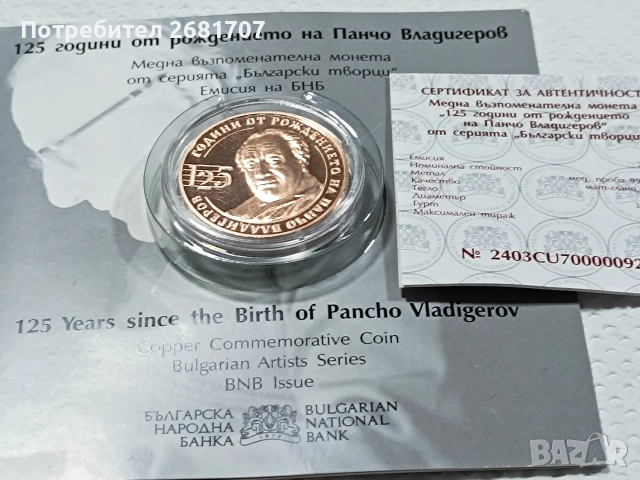 Потребител 2681707
125 години от рождението на Панчо Владигеров
Медна възпоменателна монета
от серията „Български творци“
Емисия на БНБ
ГОДИНИ ОТ РОЖДЕНИЕТО НА ПАНЧО ВЛАДИГЕРОВ
125
СЕРТИФИКАТ ЗА АВТЕНТИЧНОСТ
Медна възпоменателна монета
„125 години от рождението
на Панчо Владигеров“
от серията „Български творци
Емисия
Номинална стойност
Метал мед, проба
Качество мат-гланц
Тегло
Диаметър
Гурт
Максимален тираж
№ 2403CU70000092
125 Years since the Birth of Pancho Vladigerov
Copper Commemorative Coin
Bulgarian Artists Series
BNB Issue
БЪЛГАРСКА
НАРОДНА
БАНКА
BULGARIAN
NATIONAL
BANK
BAZAR